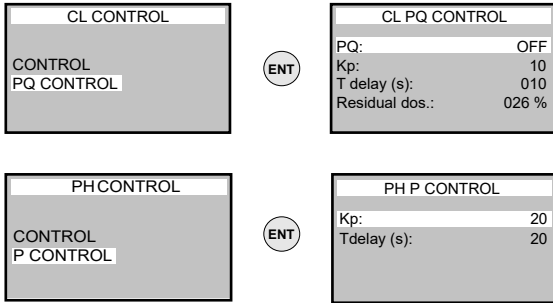 CL CONTROL
CONTROL
PQ CONTROL
ENT
CL PQ CONTROL
PQ: OFF
Kp: 10
T delay (s): 010
Residual dos.: 026 %
PH CONTROL
CONTROL
P CONTROL
ENT
PH P CONTROL
Kp: 20
Tdelay (s): 20